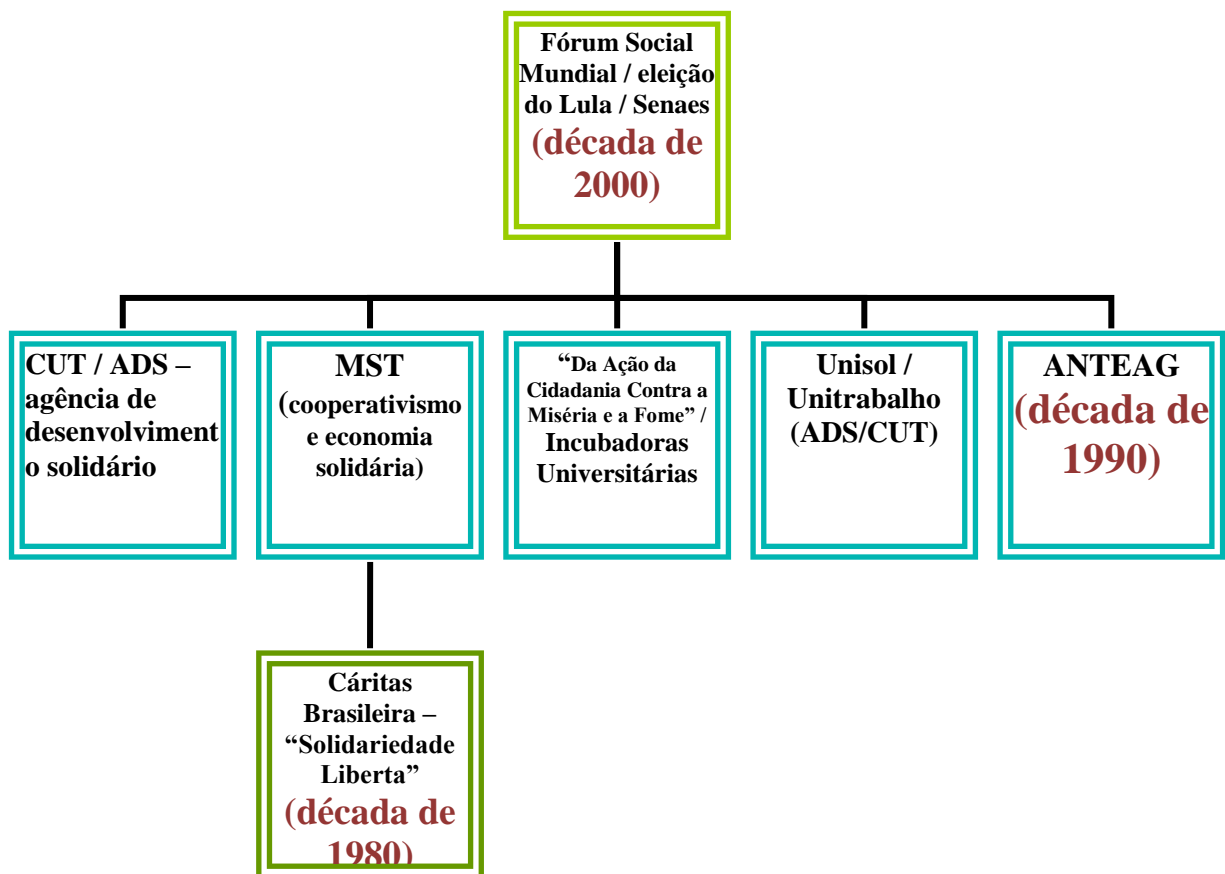 Fórum Social
Mundial / eleição
do Lula / Senaes
(década de
2000)
CUT / ADS –
agência de
desenvolviment
o solidário
MST
(cooperativismo
e economia
solidária)
“Da Ação da
Cidadania Contra a
Miséria e a Fome” /
Incubadoras
Universitárias
Unisol /
Unitrabalho
(ADS/CUT)
ANTEAG
(década de
1990)
Cáritas
Brasileira –
“Solidariedade
Liberta”
(década de
1980)